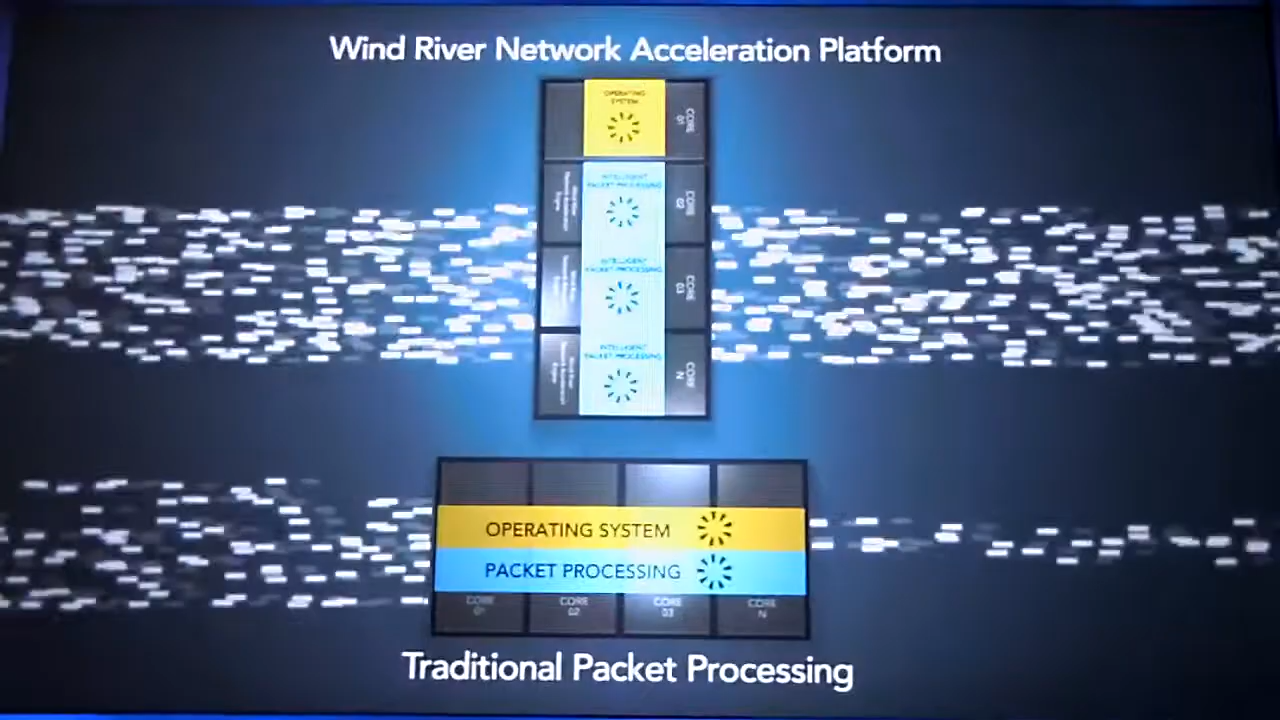 Wind River Network Acceleration Platform
OPERATING
SYSTEM
CORE
01
INTELLIGENT
PACKET PROCESSING
CORE
02
INTELLIGENT
PACKET PROCESSING
CORE
03
INTELLIGENT
PACKET PROCESSING
CORE
N
OPERATING SYSTEM
PACKET PROCESSING
CORE
01
CORE
02
CORE
03
CORE
N
Traditional Packet Processing